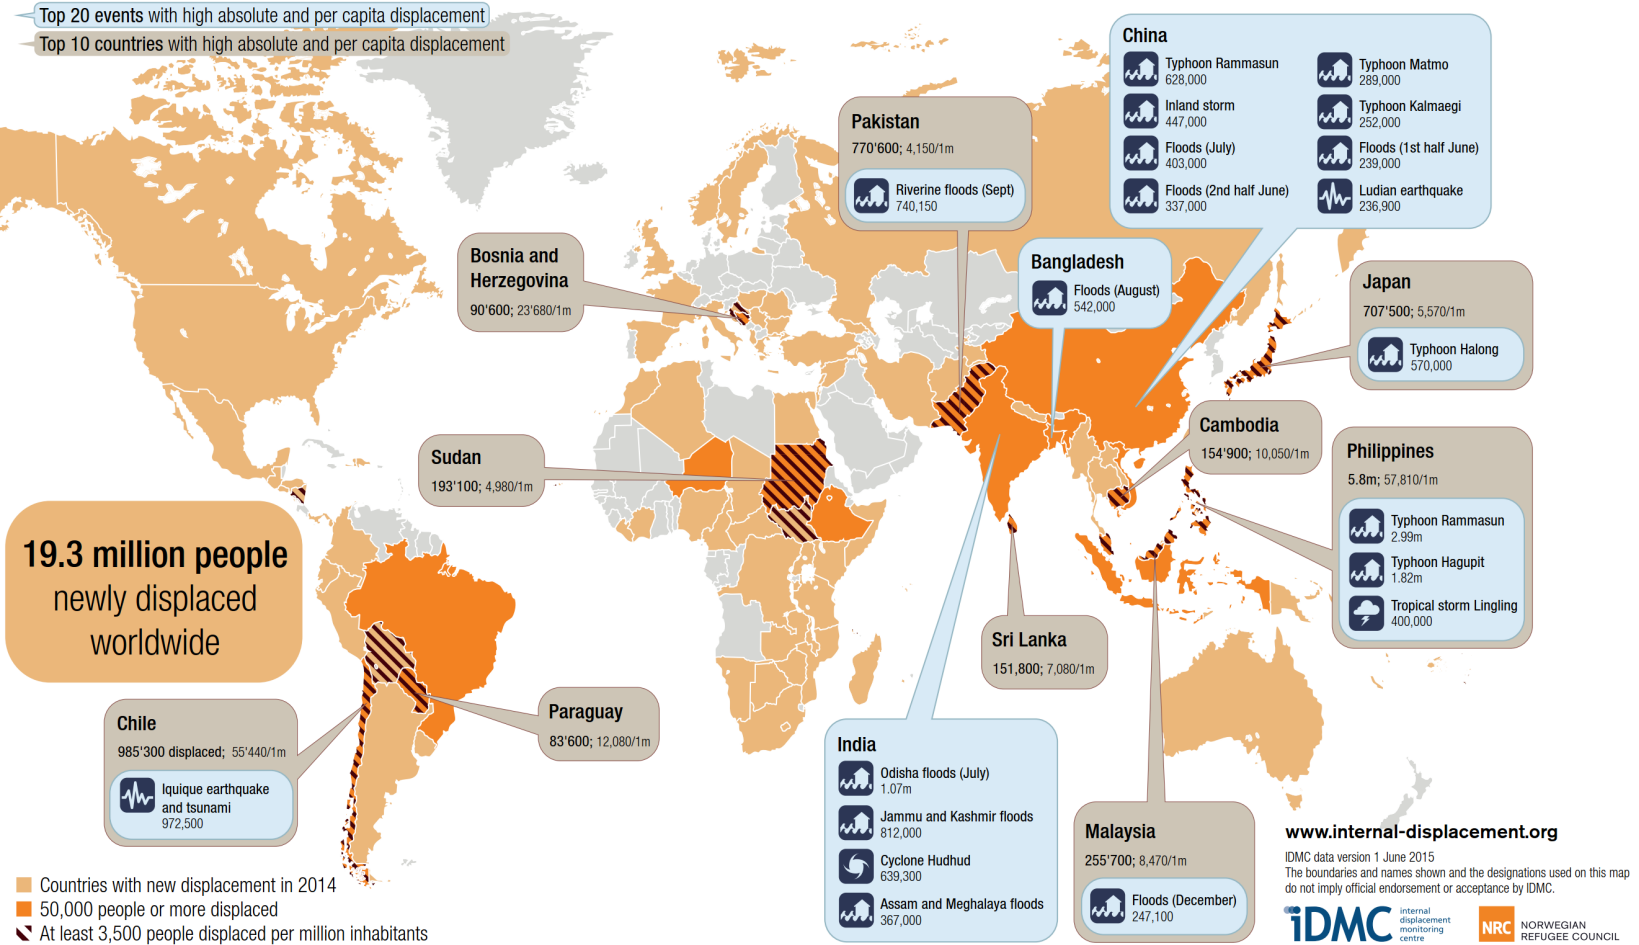 Top 20 events with high absolute and per capita displacement
Top 10 countries with high absolute and per capita displacement
China
Typhoon Rammasun
628,000
Inland storm
447,000
Floods (July)
403,000
Floods (2nd half June)
337,000
Typhoon Matmo
289,000
Typhoon Kalmaegi
252,000
Floods (1st half June)
239,000
Ludian earthquake
236,900
Pakistan
770'600; 4,150/1m
Riverine floods (Sept)
740,150
Bosnia and
Herzegovina
90'600; 23'680/1m
Bangladesh
Floods (August)
542,000
Japan
707'500; 5,570/1m
Typhoon Halong
570,000
Sudan
193'100; 4,980/1m
Cambodia
154'900; 10,050/1m
Philippines
5.8m; 57,810/1m
Typhoon Rammasun
2.99m
Typhoon Hagupit
1.82m
Tropical storm Lingling
400,000
19.3 million people
newly displaced
worldwide
Sri Lanka
151,800; 7,080/1m
Chile
985'300 displaced; 55'440/1m
Iquique earthquake
and tsunami
972,500
Paraguay
83'600; 12,080/1m
India
Odisha floods (July)
1.07m
Jammu and Kashmir floods
812,000
Cyclone Hudhud
639,300
Assam and Meghalaya floods
367,000
Malaysia
255'700; 8,470/1m
Floods (December)
247,100
Countries with new displacement in 2014
50,000 people or more displaced
At least 3,500 people displaced per million inhabitants
www.internal-displacement.org
IDMC data version 1 June 2015
The boundaries and names shown and the designations used on this map
do not imply official endorsement or acceptance by IDMC.
iDMC
internal
displacement
monitoring
centre
NRC
NORWEGIAN
REFUGEE COUNCIL